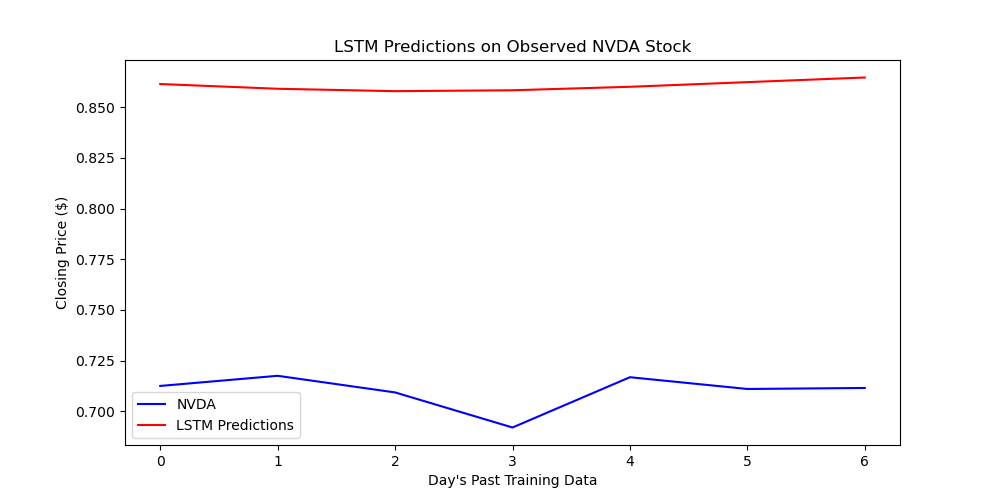 LSTM Predictions on Observed NVDA Stock
Closing Price ($)
0.850
0.825
0.800
0.775
0.750
0.725
0.700
NVDA
LSTM Predictions
0 1 2 3 4 5 6
Day's Past Training Data